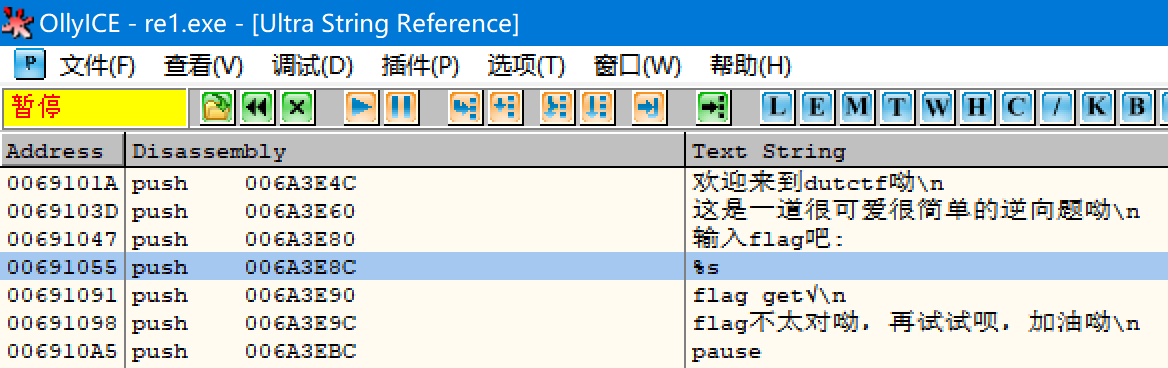 OllyICE - re1.exe - [Ultra String Reference]
P 文件(F) 查看(V) 调试(D) 插件(P) 选项(T) 窗口(W) 帮助(H)
暂停 L E M T W H C / K B
Address Disassembly Text String
0069101A push 006A3E4C 欢迎来到dutctf呦\n
0069103D push 006A3E60 这是一道很可爱很简单的逆向题呦\n
00691047 push 006A3E80 输入flag吧:
00691055 push 006A3E8C %s
00691091 push 006A3E90 flag get√\n
00691098 push 006A3E9C flag不太对呦，再试试呗，加油呦\n
006910A5 push 006A3EBC pause